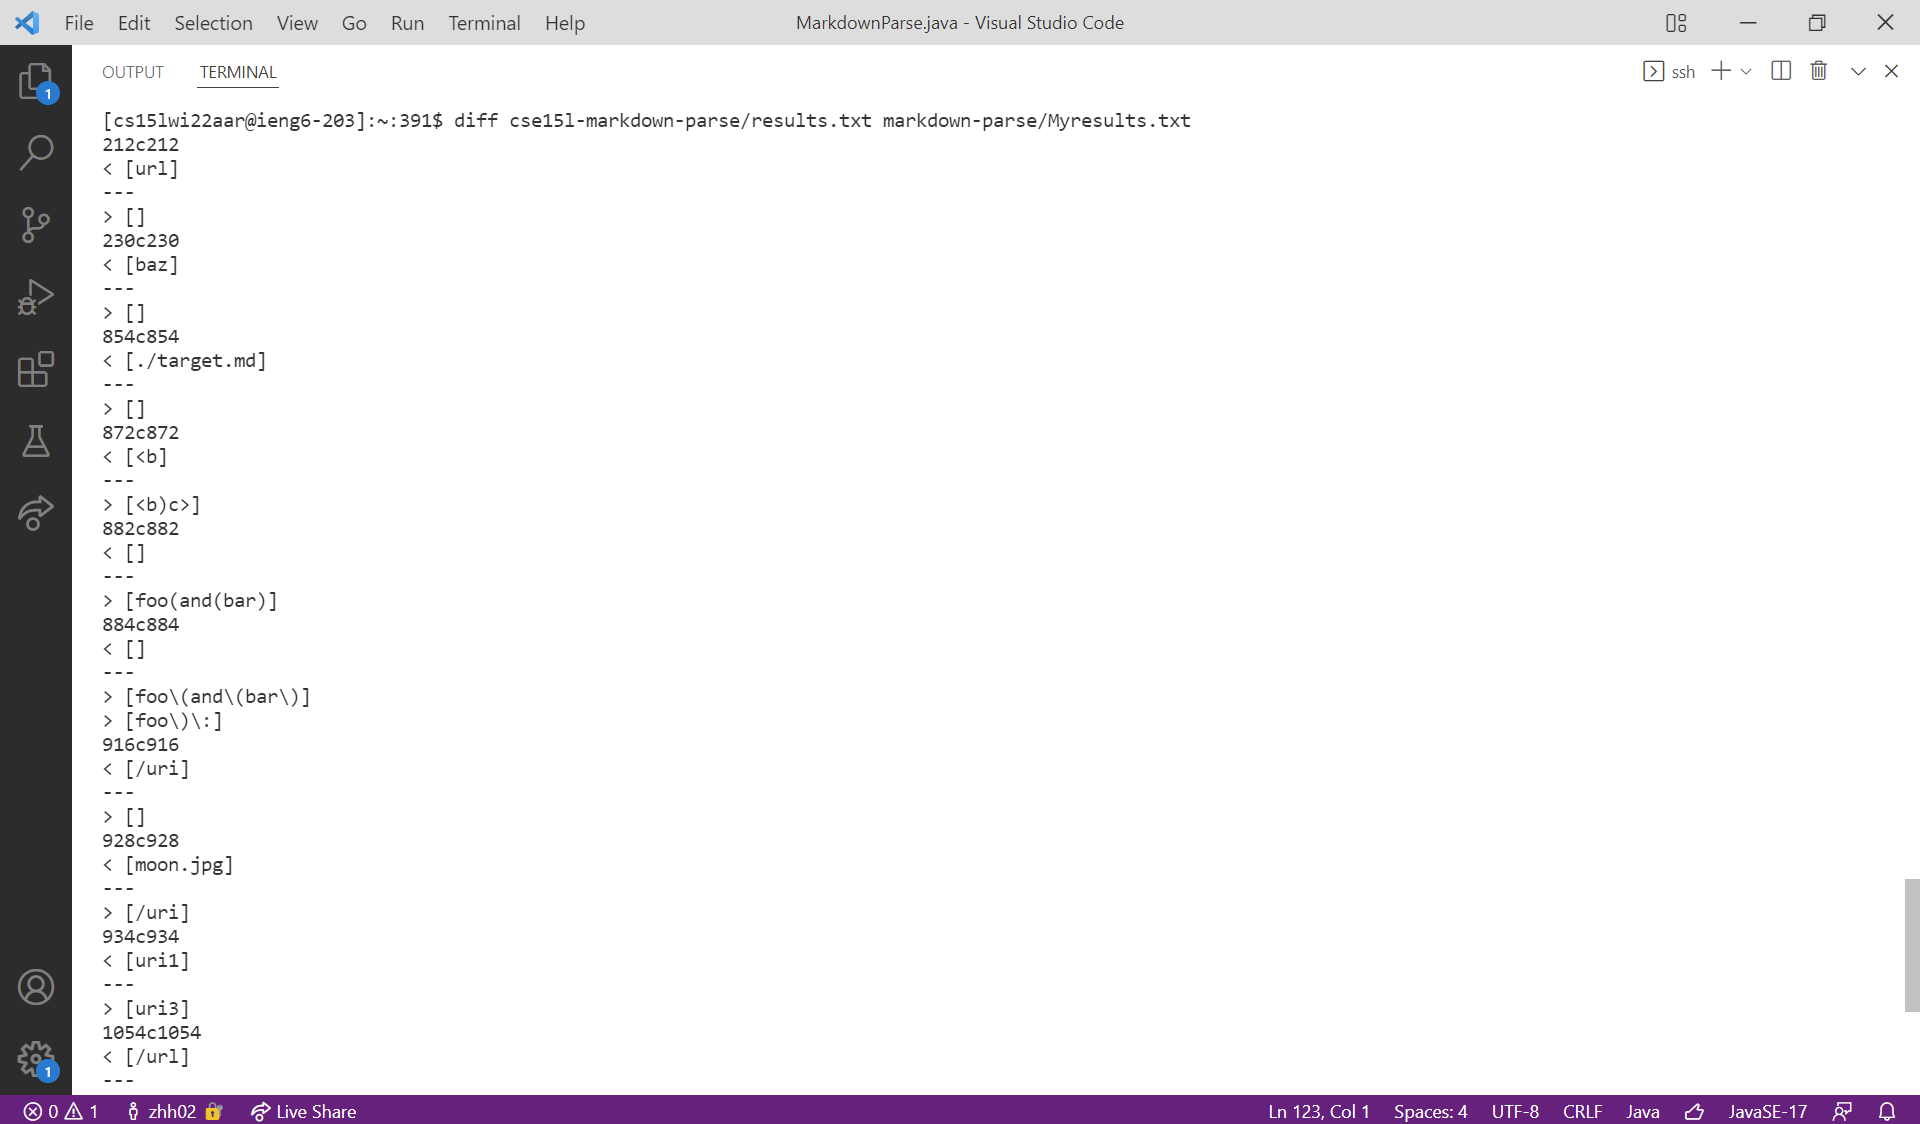 File Edit Selection View Go Run Terminal Help MarkdownParse.java - Visual Studio Code
OUTPUT TERMINAL ssh
1
[cs15lwi22aar@ieng6-203]:~:391$ diff cse15l-markdown-parse/results.txt markdown-parse/Myresults.txt
212c212
< [url]
---
> []
230c230
< [baz]
---
> []
854c854
< [./target.md]
---
> []
872c872
< [<b]
---
> [<b)c>]
882c882
< []
---
> [foo(and(bar)]
884c884
< []
---
> [foo\(and\(bar\)]
> [foo\)\:]
916c916
< [/uri]
---
> []
928c928
< [moon.jpg]
---
> [/uri]
934c934
< [uri1]
---
> [uri3]
1054c1054
< [/url]
---
1
0 1 zhh02 Live Share Ln 123, Col 1 Spaces: 4 UTF-8 CRLF Java JavaSE-17